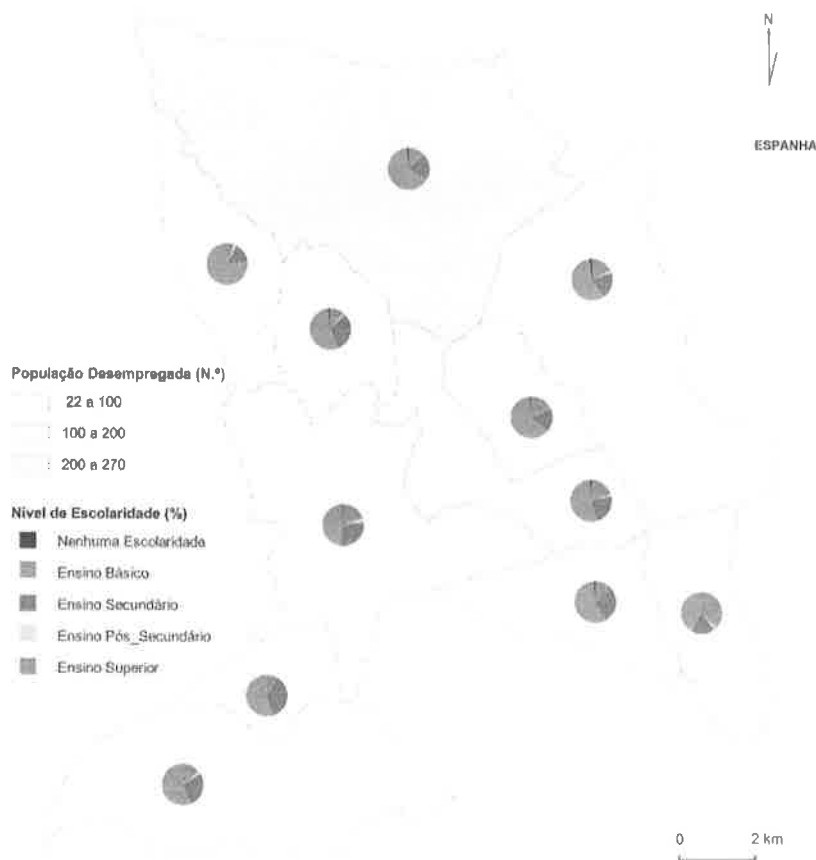 N
ESPANHA
População Desempregada (N.º)
22 a 100
100 a 200
200 a 270
Nível de Escolaridade (%)
Nenhuma Escolaridade
Ensino Básico
Ensino Secundário
Ensino Pós_Secundário
Ensino Superior
0 2 km